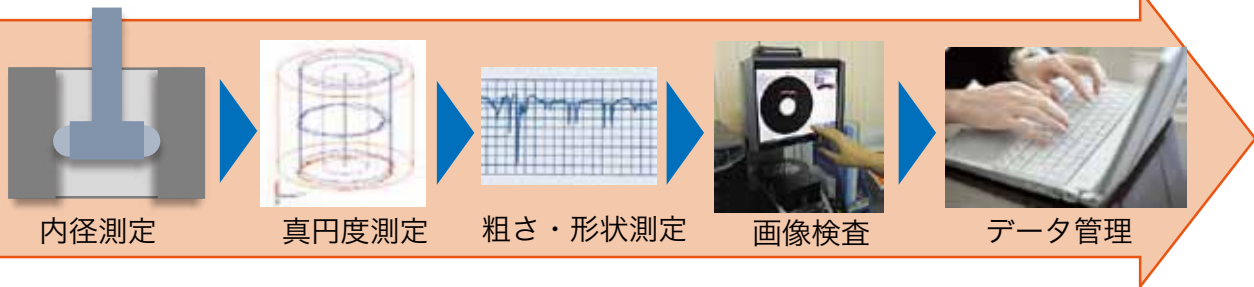 内径測定
真円度測定
粗さ・形状測定
画像検査
データ管理